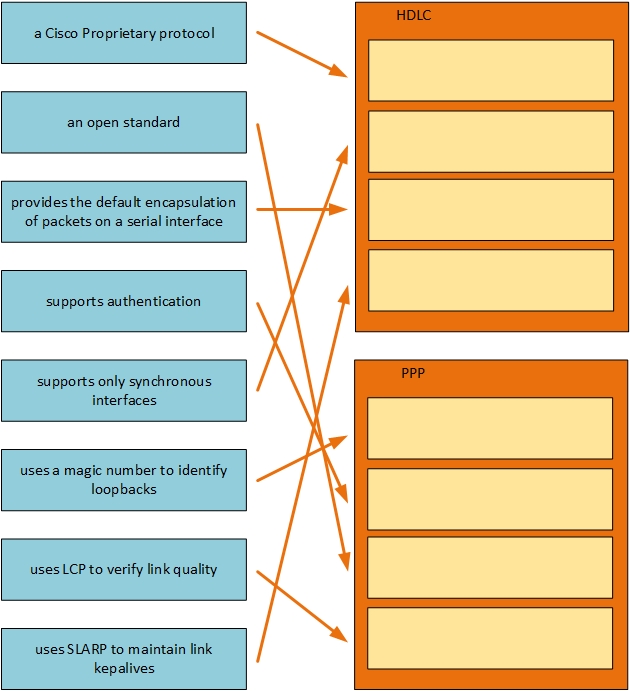 a Cisco Proprietary protocol
an open standard
provides the default encapsulation
of packets on a serial interface
supports authentication
supports only synchronous
interfaces
uses a magic number to identify
loopbacks
uses LCP to verify link quality
uses SLARP to maintain link
kepalives
HDLC
PPP